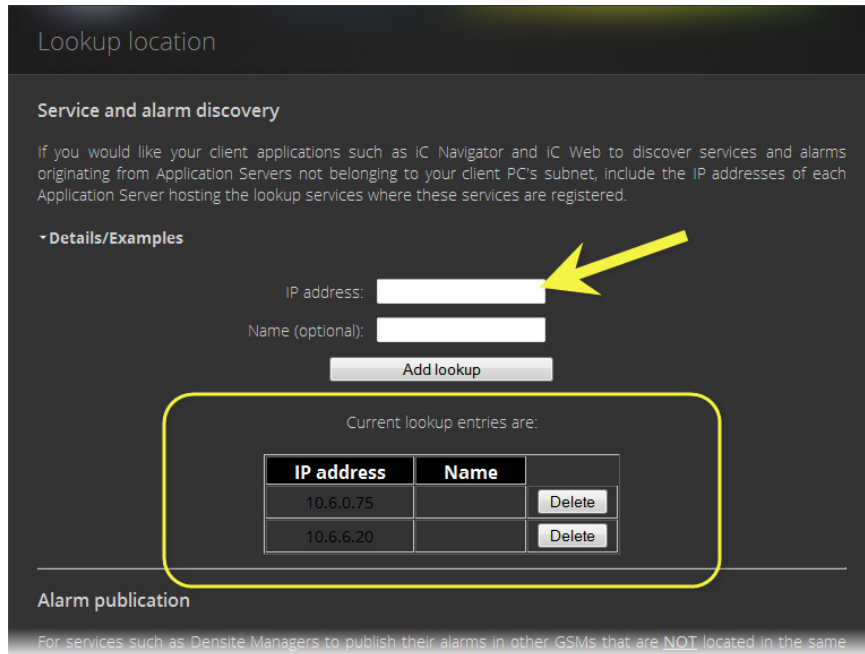 Lookup location
Service and alarm discovery
If you would like your client applications such as iC Navigator and iC Web to discover services and alarms
originating from Application Servers not belonging to your client PC's subnet, include the IP addresses of each
Application Server hosting the lookup services where these services are registered.
Details/Examples
IP address:
Name (optional):
Add lookup
Current lookup entries are:
IP address Name
10.6.0.75 Delete
10.6.6.20 Delete
Alarm publication
For services such as Densite Managers to publish their alarms in other GSMs that are NOT located in the same